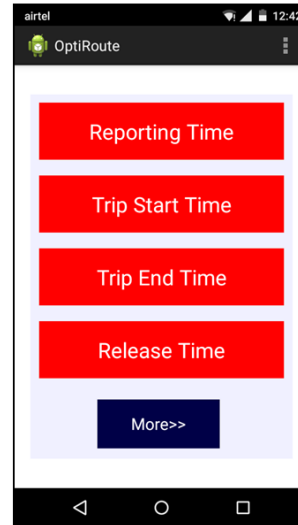 airtel 12:42
OptiRoute
Reporting Time
Trip Start Time
Trip End Time
Release Time
More>>